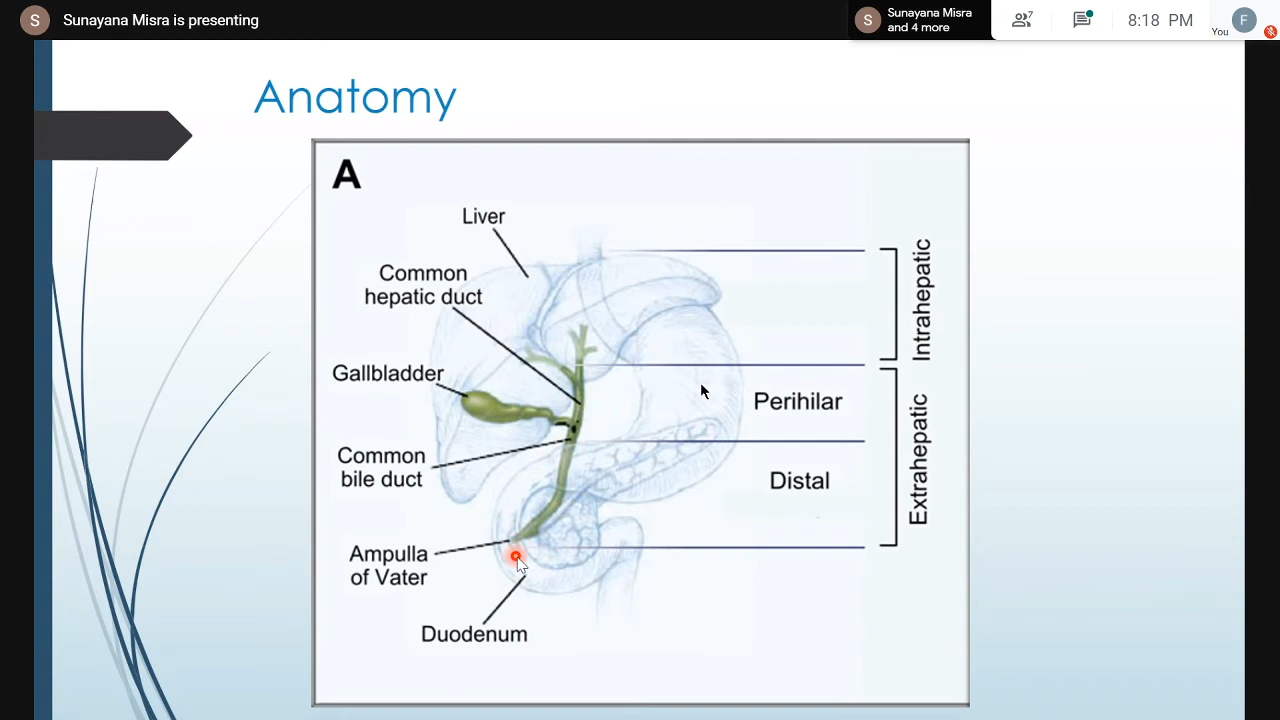 S
Sunayana Misra is presenting
S
Sunayana Misra
and 4 more
7
8:18 PM
You
F
Anatomy
A
Liver
Common
hepatic duct
Gallbladder
Common
bile duct
Ampulla
of Vater
Duodenum
Perihilar
Distal
Intrahepatic
Extrahepatic